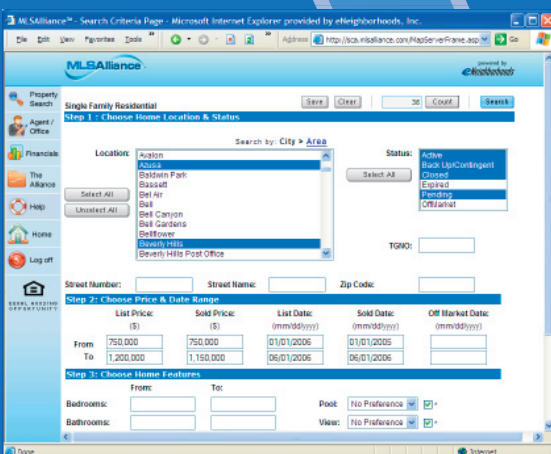 MLSAlliance℠ - Search Criteria Page - Microsoft Internet Explorer provided by eNeighborhoods, Inc.
File Edit View Favorites Tools » Address http://sca.mlsalliance.com/MapServerFrame.asp Go
MLSAlliance
powered by
eNeighborhoods
Property Search
Agent / Office
Financials
The Alliance
Help
Home
Log off
EQUAL HOUSING
OPPORTUNITY
Single Family Residential Save Clear 38 Count Search
Step 1 : Choose Home Location & Status
Search by: City > Area
Location: Status:
Avalon
Azusa
Baldwin Park
Bassett
Bel Air
Bell
Bell Canyon
Bell Gardens
Bellflower
Beverly Hills
Beverly Hills Post Office
Select All
Unselect All
Select All
Active
Back Up/Contingent
Closed
Expired
Pending
OffMarket
TGNO:
Street Number: Street Name: Zip Code:
Step 2: Choose Price & Date Range
List Price: Sold Price: List Date: Sold Date: Off Market Date:
($) ($) (mm/dd/yyyy) (mm/dd/yyyy) (mm/dd/yyyy)
From 750,000 750,000 01/01/2006 01/01/2005
To 1,200,000 1,150,000 06/01/2006 06/01/2006
Step 3: Choose Home Features
From: To:
Bedrooms: Pool: No Preference
Bathrooms: View: No Preference
Done Internet